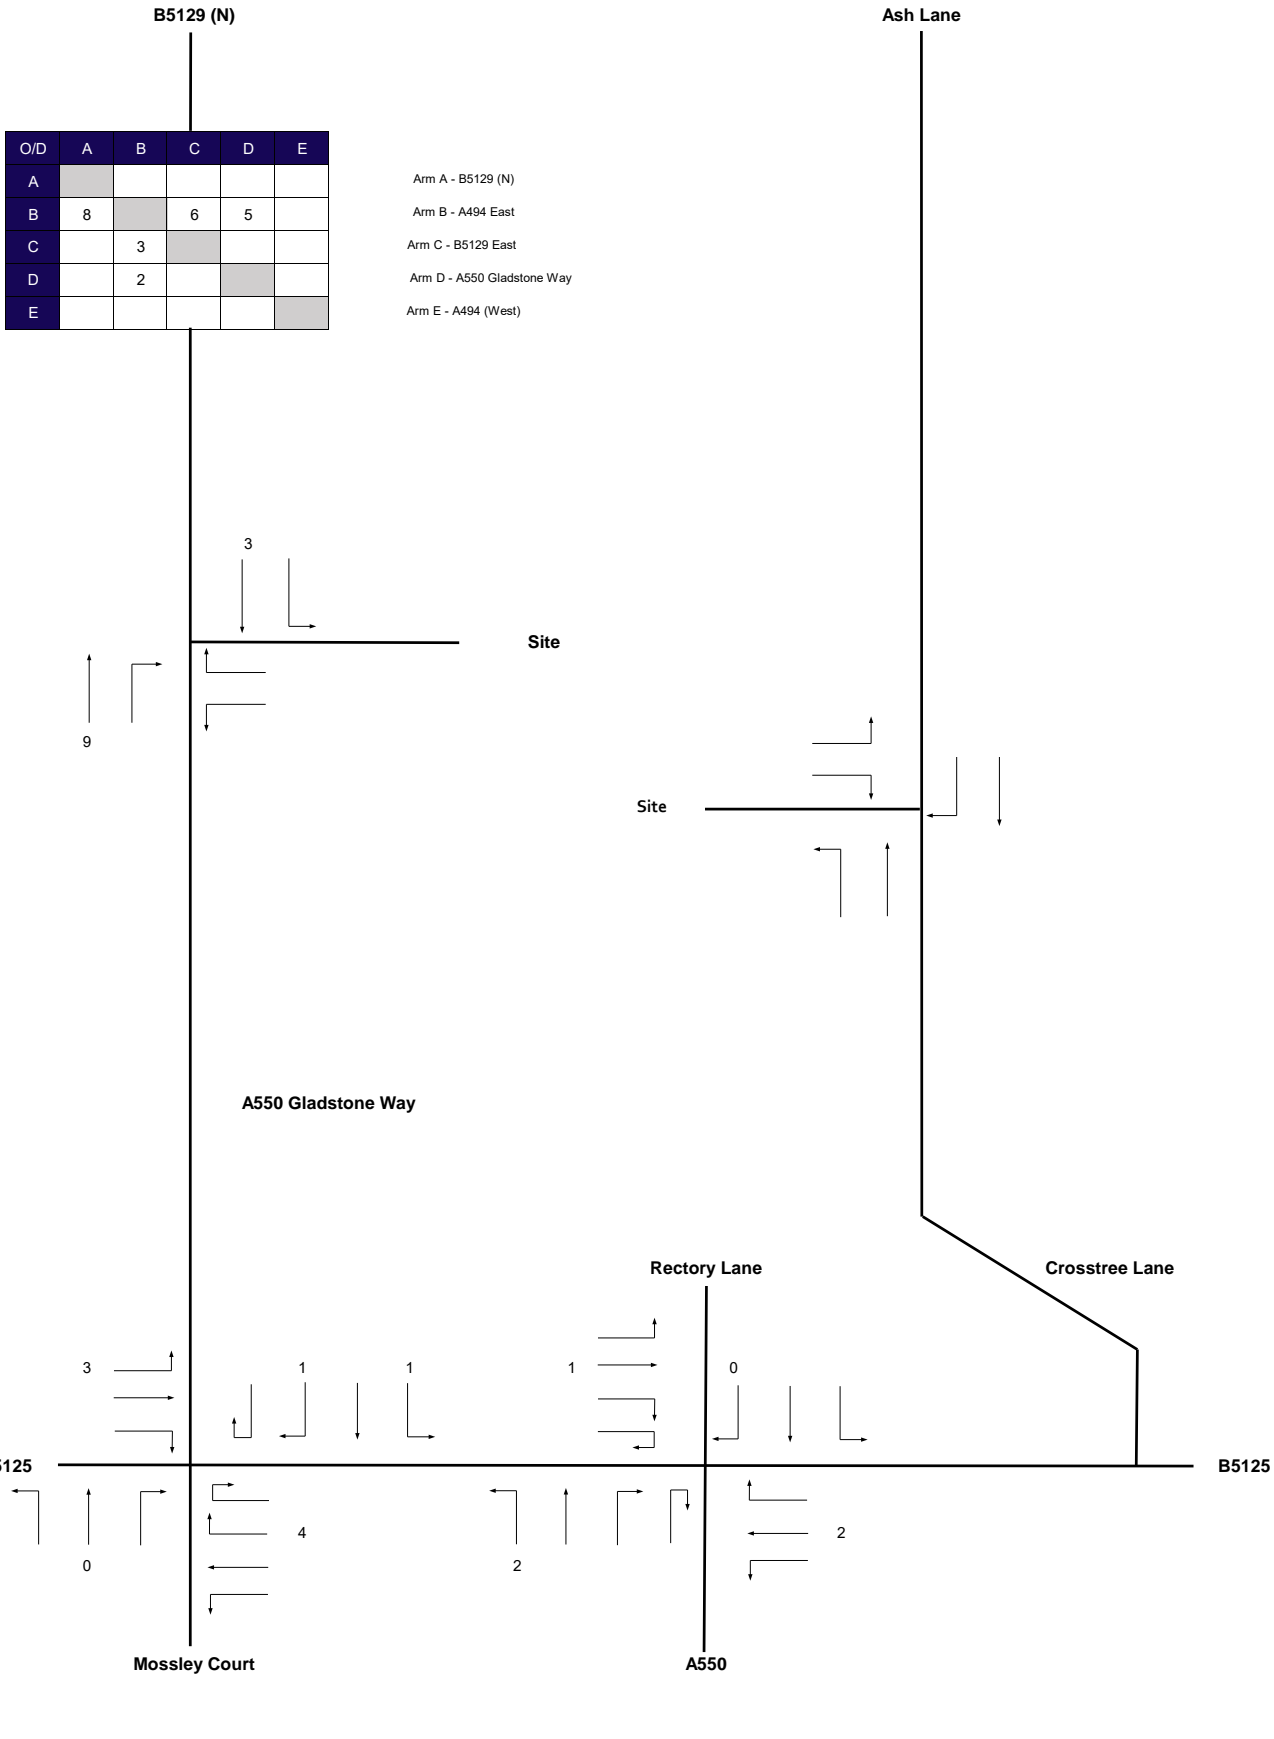 B5129 (N)
Ash Lane
O/D A B C D E
A
B 8 6 5
C 3
D 2
E
Arm A - B5129 (N)
Arm B - A494 East
Arm C - B5129 East
Arm D - A550 Gladstone Way
Arm E - A494 (West)
3
Site
9
Site
A550 Gladstone Way
Rectory Lane
Crosstree Lane
3
1
1
1
0
5125
B5125
4
2
0
2
Mossley Court
A550